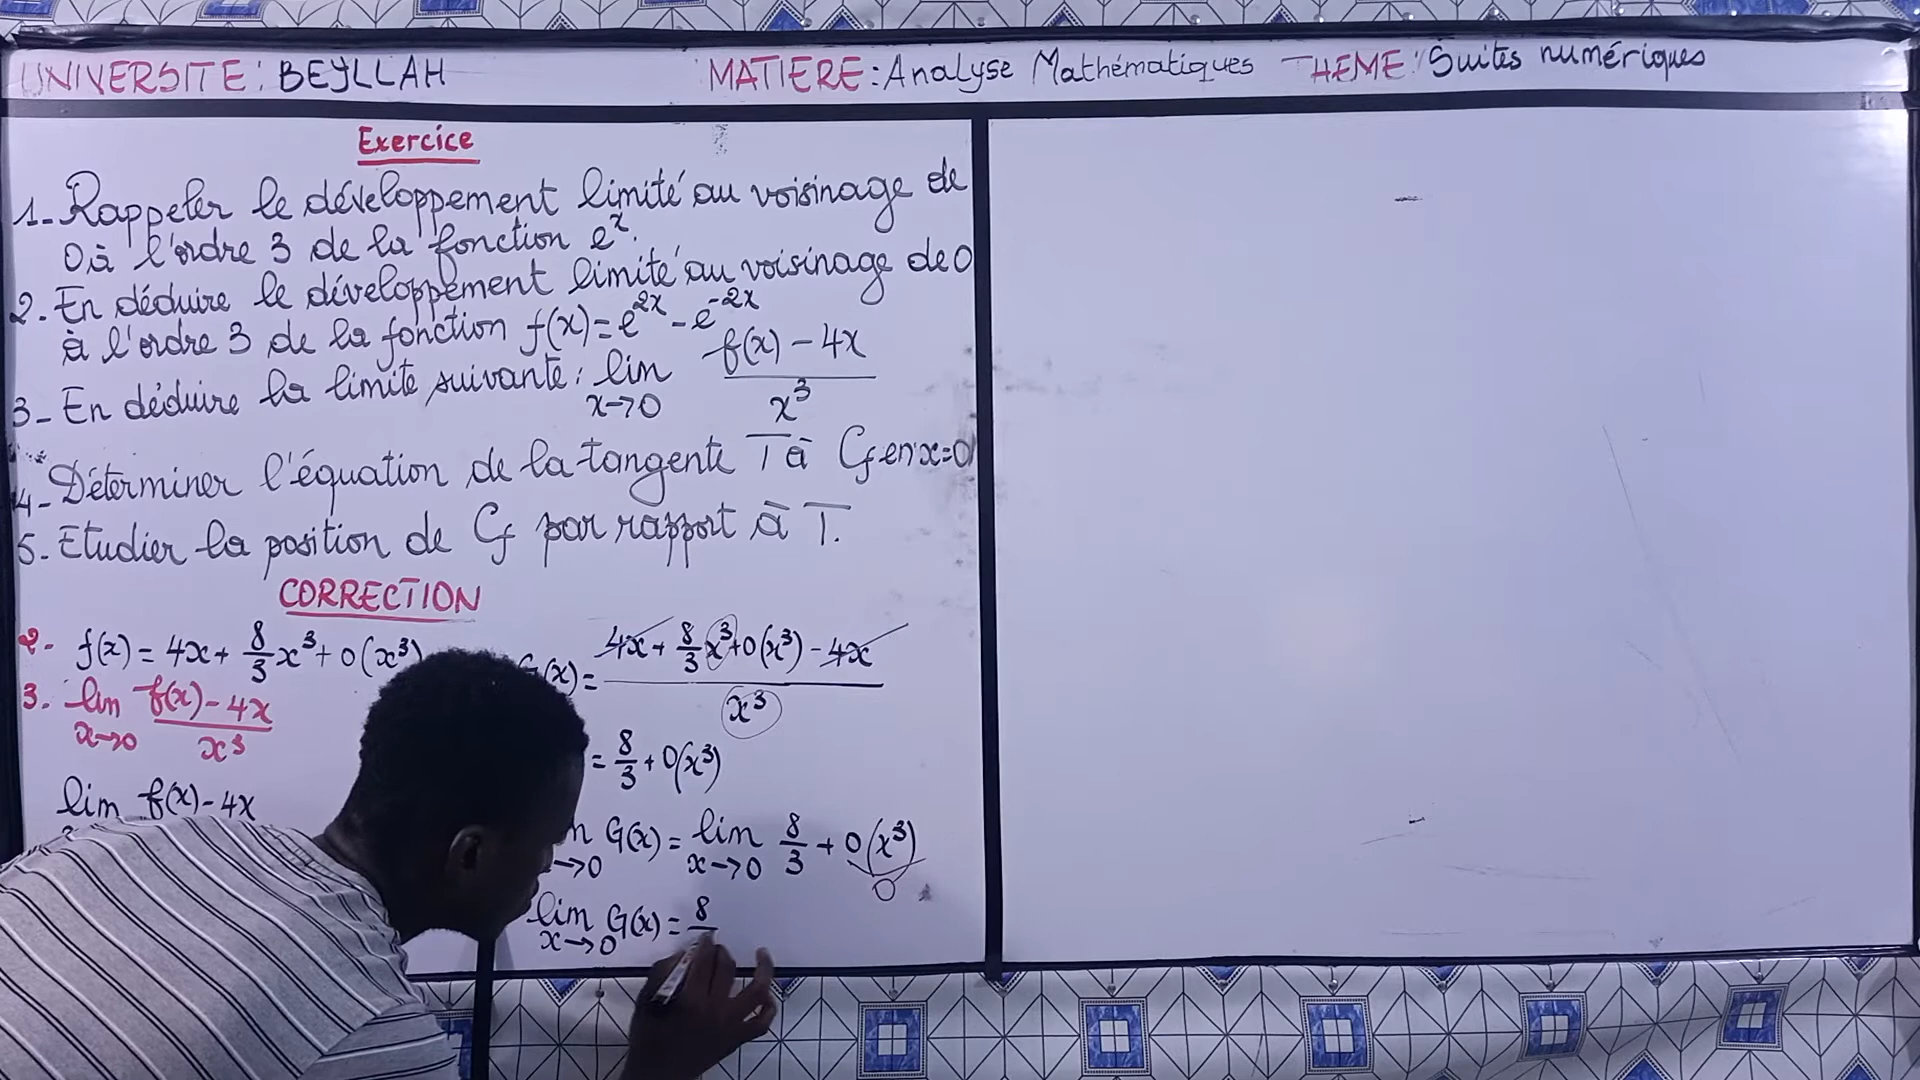 UNIVERSITE : BEYLLAH MATIERE : Analyse Mathématiques THEME : Suites numériques
Exercice
1- Rappeler le développement limité au voisinage de
0 à l'ordre 3 de la fonction e^x.
2. En déduire le développement limité au voisinage de 0
à l'ordre 3 de la fonction f(x) = e^{2x} - e^{-2x}
3- En déduire la limite suivante : lim x→0 (f(x) - 4x)/x^3
4- Déterminer l'équation de la tangente T à Cf en x=0
5- Etudier la position de Cf par rapport à T.
CORRECTION
2. f(x) = 4x + 8/3 x^3 + 0(x^3)
3. lim x→0 (f(x) - 4x)/x^3
lim f(x) - 4x
(x) = (4x + 8/3 x^3 + 0(x^3) - 4x)/x^3
= 8/3 + 0(x^3)
→0 G(x) = lim x→0 8/3 + 0(x^3)
0
lim x→0 G(x) = 8